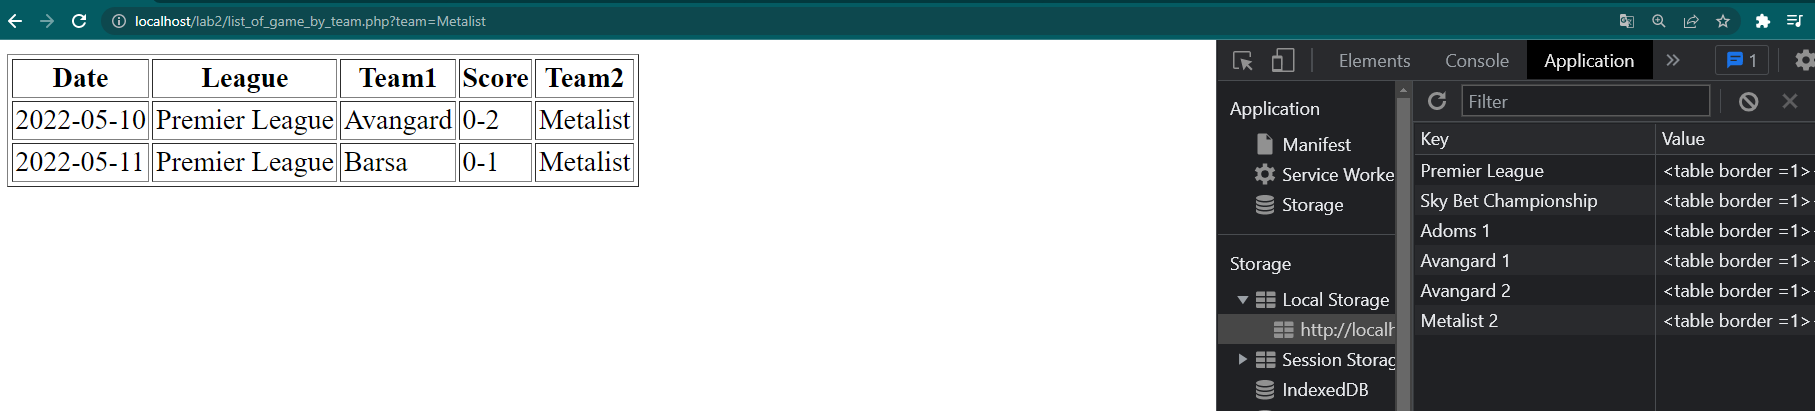 localhost/lab2/list_of_game_by_team.php?team=Metalist
Date League Team1 Score Team2
2022-05-10 Premier League Avangard 0-2 Metalist
2022-05-11 Premier League Barsa 0-1 Metalist
Elements Console Application 1
Application
Manifest
Service Worke
Storage
Storage
Local Storage
http://localh
Session Storag
IndexedDB
Filter
Key Value
Premier League <table border =1>
Sky Bet Championship <table border =1>
Adoms 1 <table border =1>
Avangard 1 <table border =1>
Avangard 2 <table border =1>
Metalist 2 <table border =1>